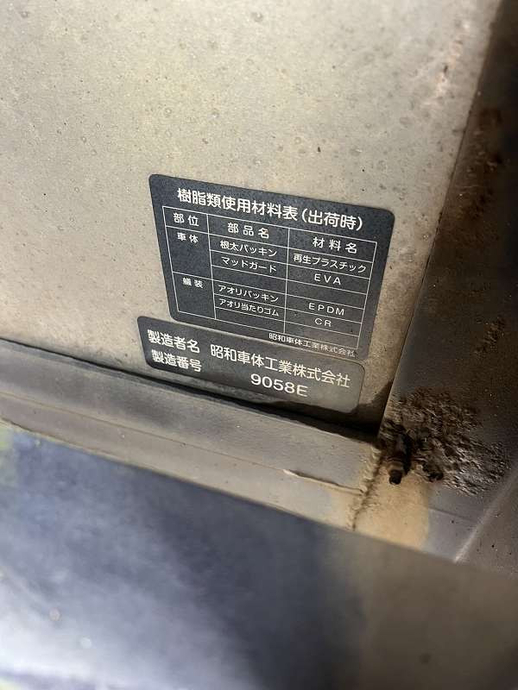 樹脂類使用材料表(出荷時)
部位 部品名 材料名
車体 根太パッキン 再生プラスチック
マッドガード EVA
艤装 アオリパッキン EPDM
アオリ当たりゴム CR
昭和車体工業株式会社
製造者名 昭和車体工業株式会社
製造番号 9058E